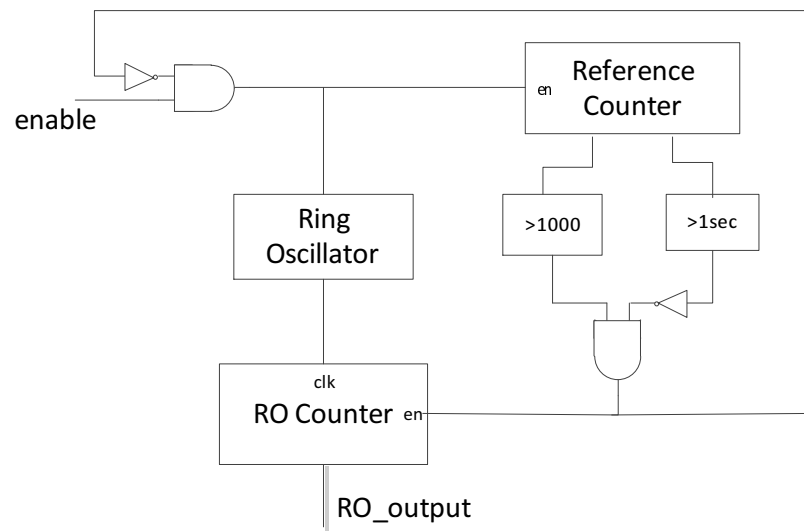 enable
en
Reference
Counter
Ring
Oscillator
>1000
>1sec
clk
RO Counter
en
RO_output